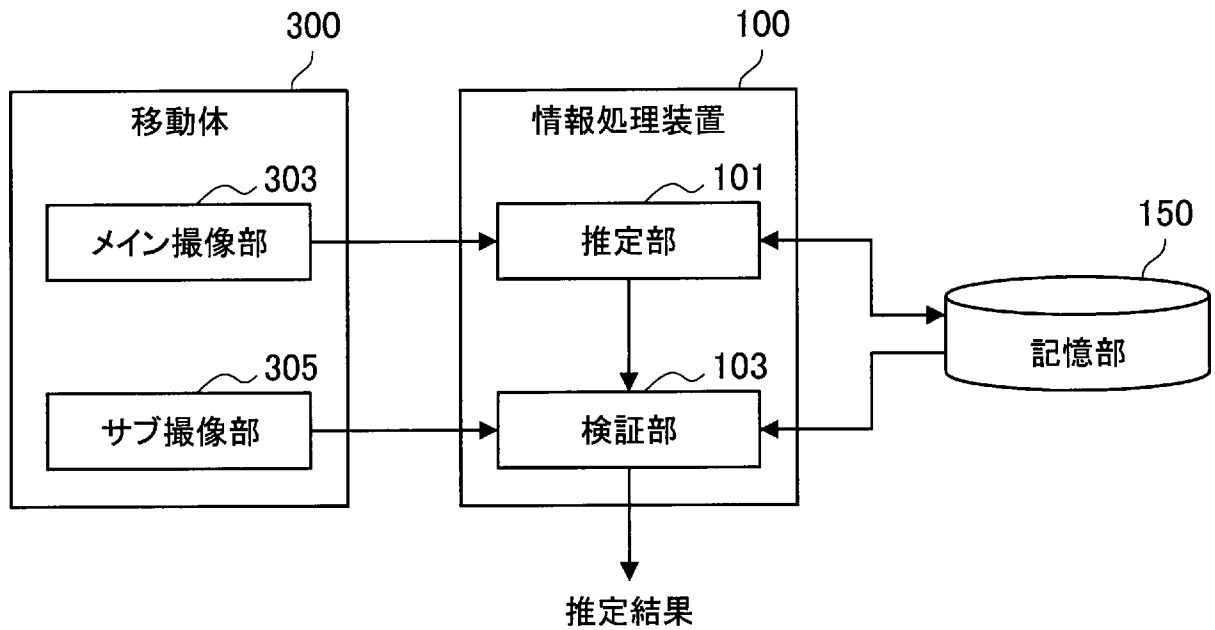 300
移動体
303
メイン撮像部
305
サブ撮像部
100
情報処理装置
101
推定部
103
検証部
150
記憶部
推定結果